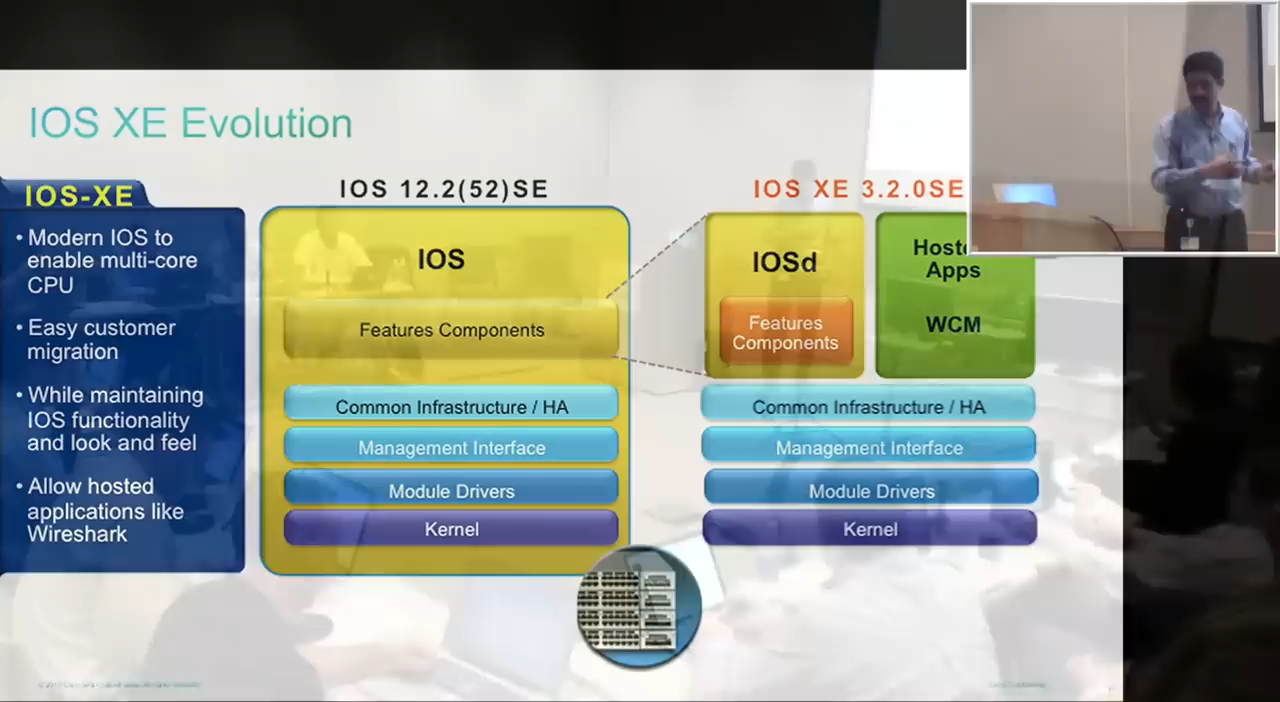 IOS XE Evolution
IOS-XE
• Modern IOS to
enable multi-core
CPU
• Easy customer
migration
• While maintaining
IOS functionality
and look and feel
• Allow hosted
applications like
Wireshark
IOS 12.2(52)SE
IOS
Features Components
Common Infrastructure / HA
Management Interface
Module Drivers
Kernel
IOS XE 3.2.0SE
IOSd
Features
Components
Apps
WCM
Common Infrastructure / HA
Management Interface
Module Drivers
Kernel